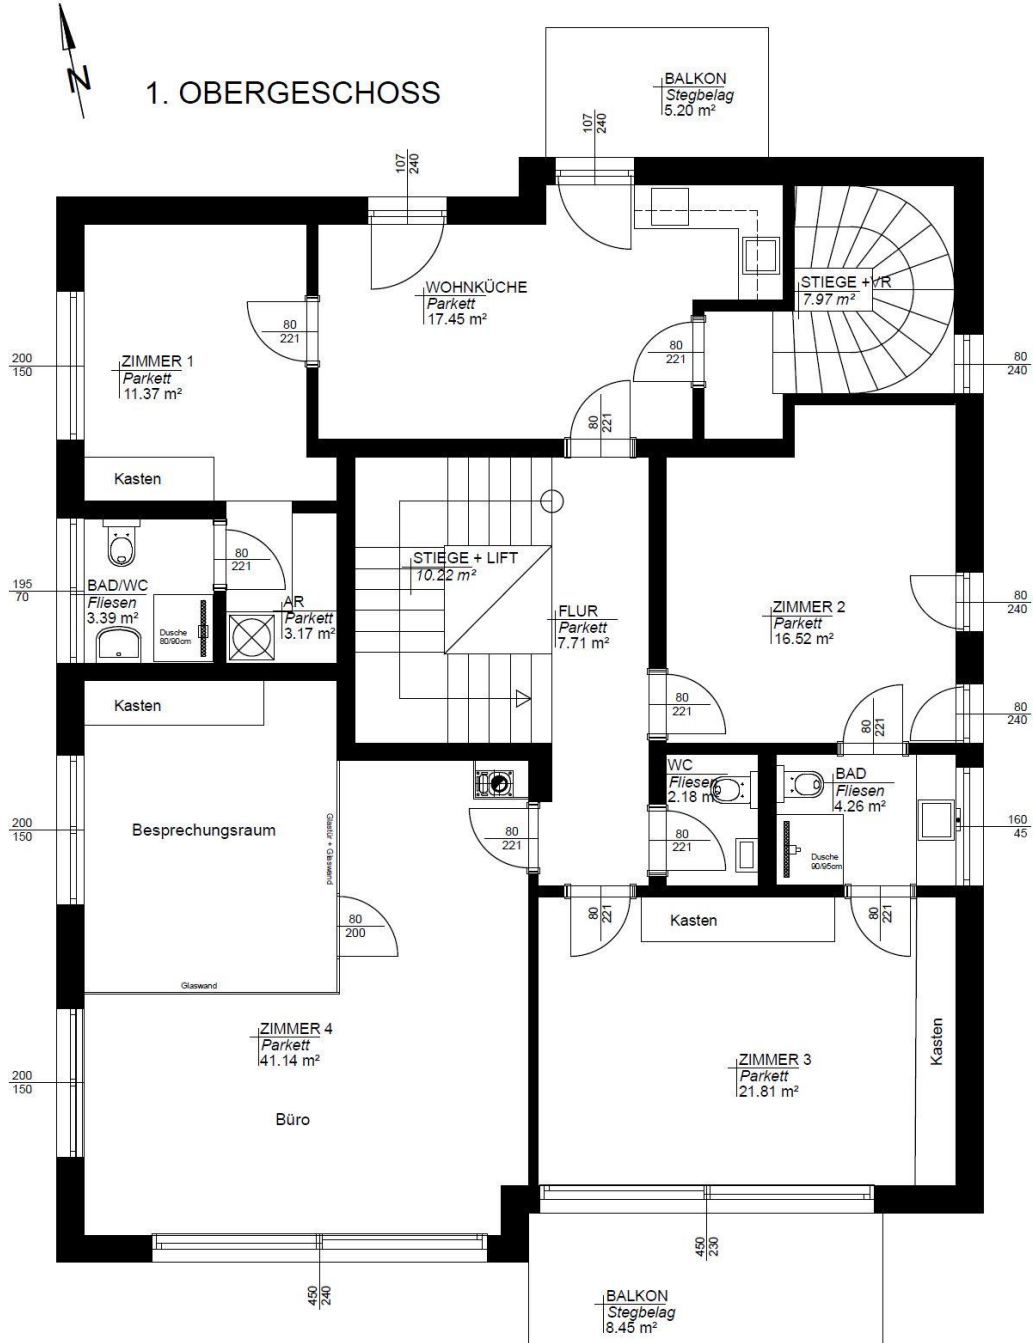 N
1. OBERGESCHOSS
BALKON
Stegbelag
5.20 m²
107
240
107
240
WOHNKÜCHE
Parkett
17.45 m²
STIEGE +VR
7.97 m²
80
221
80
221
80
240
200
150
ZIMMER 1
Parkett
11.37 m²
80
221
Kasten
STIEGE + LIFT
10.22 m²
80
221
195
70
BAD/WC
Fliesen
3.39 m²
Dusche
80/90cm
AR
Parkett
3.17 m²
FLUR
Parkett
7.71 m²
ZIMMER 2
Parkett
16.52 m²
80
240
80
221
80
221
80
240
Kasten
WC
Fliesen
2.18 m
BAD
Fliesen
4.26 m²
200
150
Besprechungsraum
Glastür + Glaswand
80
221
80
221
Dusche
90/95cm
160
45
80
200
80
221
Kasten
80
221
Glaswand
ZIMMER 4
Parkett
41.14 m²
Kasten
ZIMMER 3
Parkett
21.81 m²
200
150
Büro
450
240
450
230
BALKON
Stegbelag
8.45 m²